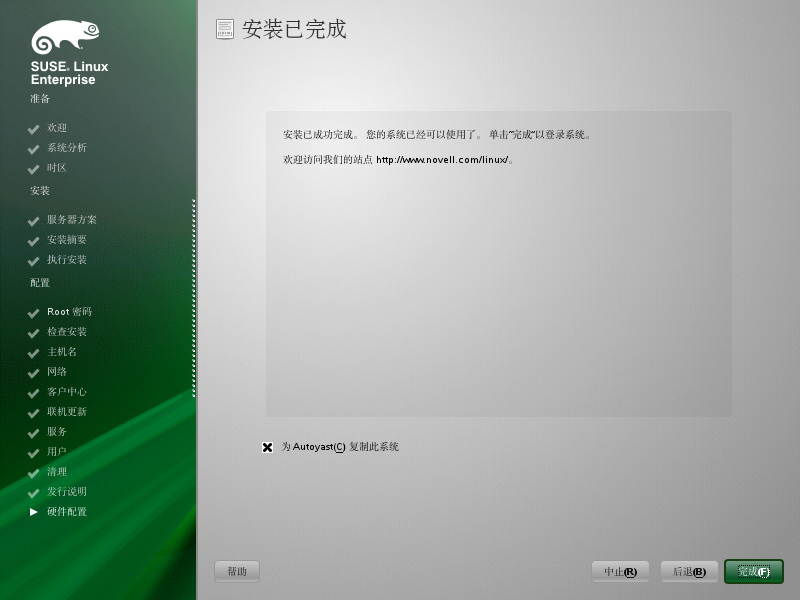 SUSE® Linux
Enterprise
准备
欢迎
系统分析
时区
安装
服务器方案
安装摘要
执行安装
配置
Root 密码
检查安装
主机名
网络
客户中心
联机更新
服务
用户
清理
发行说明
硬件配置
安装已完成
安装已成功完成。 您的系统已经可以使用了。 单击"完成"以登录系统。
欢迎访问我们的站点 http://www.novell.com/linux/。
为 Autoyast(C) 复制此系统
帮助
中止(R)
后退(B)
完成(F)